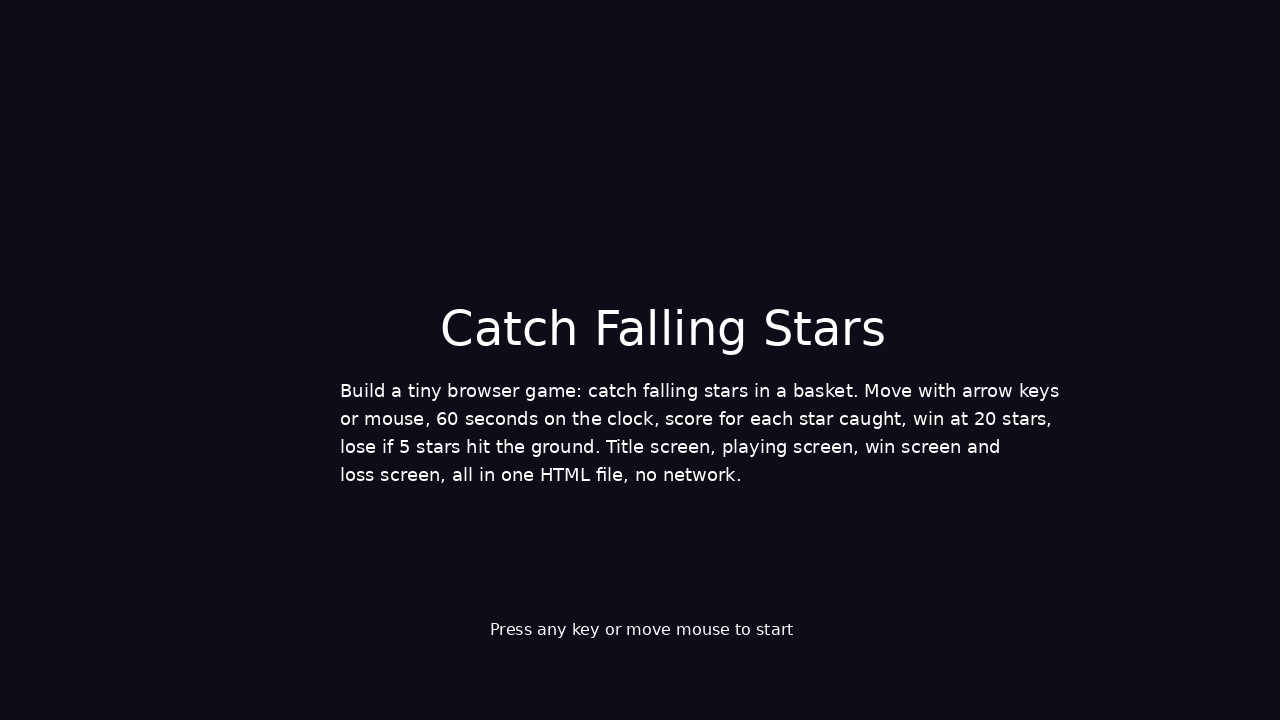 Catch Falling Stars
Build a tiny browser game: catch falling stars in a basket. Move with arrow keys
or mouse, 60 seconds on the clock, score for each star caught, win at 20 stars,
lose if 5 stars hit the ground. Title screen, playing screen, win screen and
loss screen, all in one HTML file, no network.
Press any key or move mouse to start